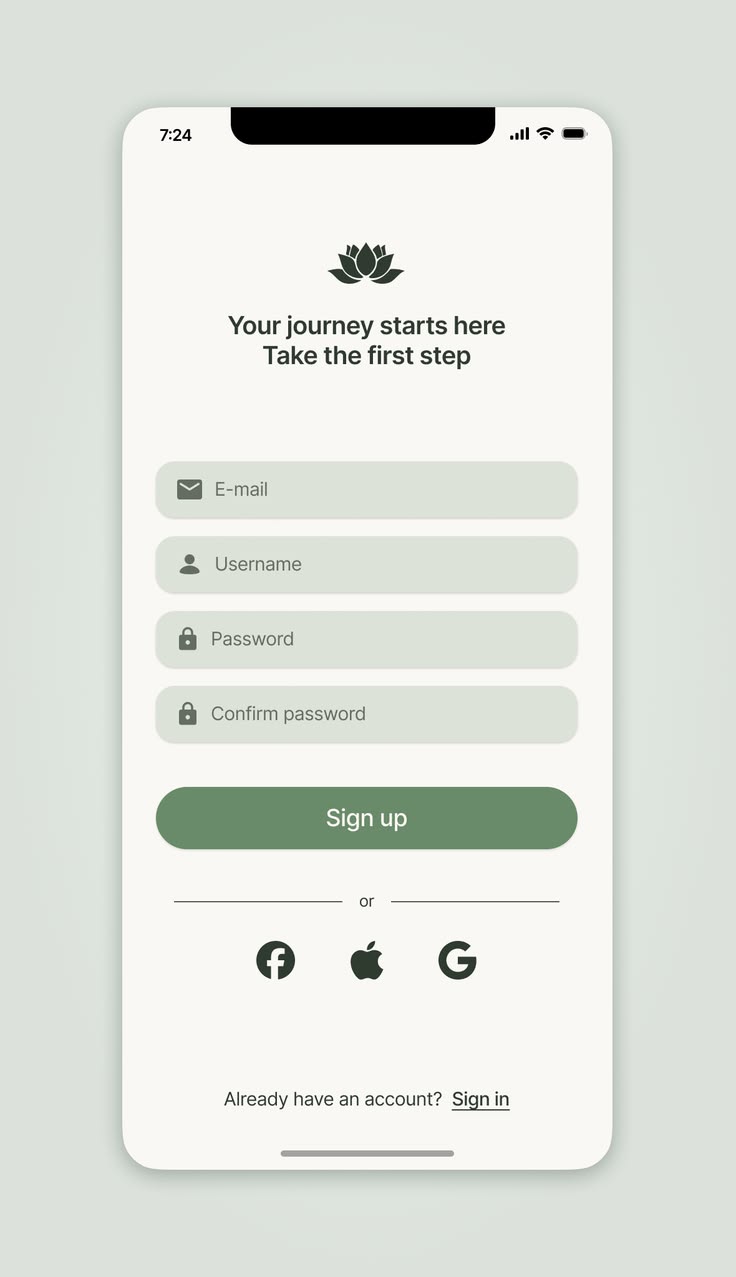 7:24
Your journey starts here
Take the first step
E-mail
Username
Password
Confirm password
Sign up
or
Already have an account? Sign in